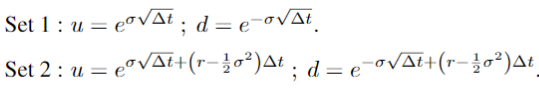 Set 1 : u = e^{σ√Δt} ; d = e^{−σ√Δt}.
Set 2 : u = e^{σ√Δt+(r−½σ²)Δt} ; d = e^{−σ√Δt+(r−½σ²)Δt}.